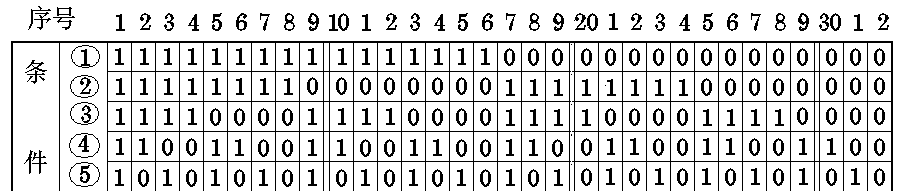 序号 1 2 3 4 5 6 7 8 9 10 1 2 3 4 5 6 7 8 9 20 1 2 3 4 5 6 7 8 9 30 1 2
条 ① 1 1 1 1 1 1 1 1 1 1 1 1 1 1 1 1 0 0 0 0 0 0 0 0 0 0 0 0 0 0 0 0
② 1 1 1 1 1 1 1 1 0 0 0 0 0 0 0 0 1 1 1 1 1 1 1 1 0 0 0 0 0 0 0 0
③ 1 1 1 1 0 0 0 0 1 1 1 1 0 0 0 0 1 1 1 1 0 0 0 0 1 1 1 1 0 0 0 0
件 ④ 1 1 0 0 1 1 0 0 1 1 0 0 1 1 0 0 1 1 0 0 1 1 0 0 1 1 0 0 1 1 0 0
⑤ 1 0 1 0 1 0 1 0 1 0 1 0 1 0 1 0 1 0 1 0 1 0 1 0 1 0 1 0 1 0 1 0